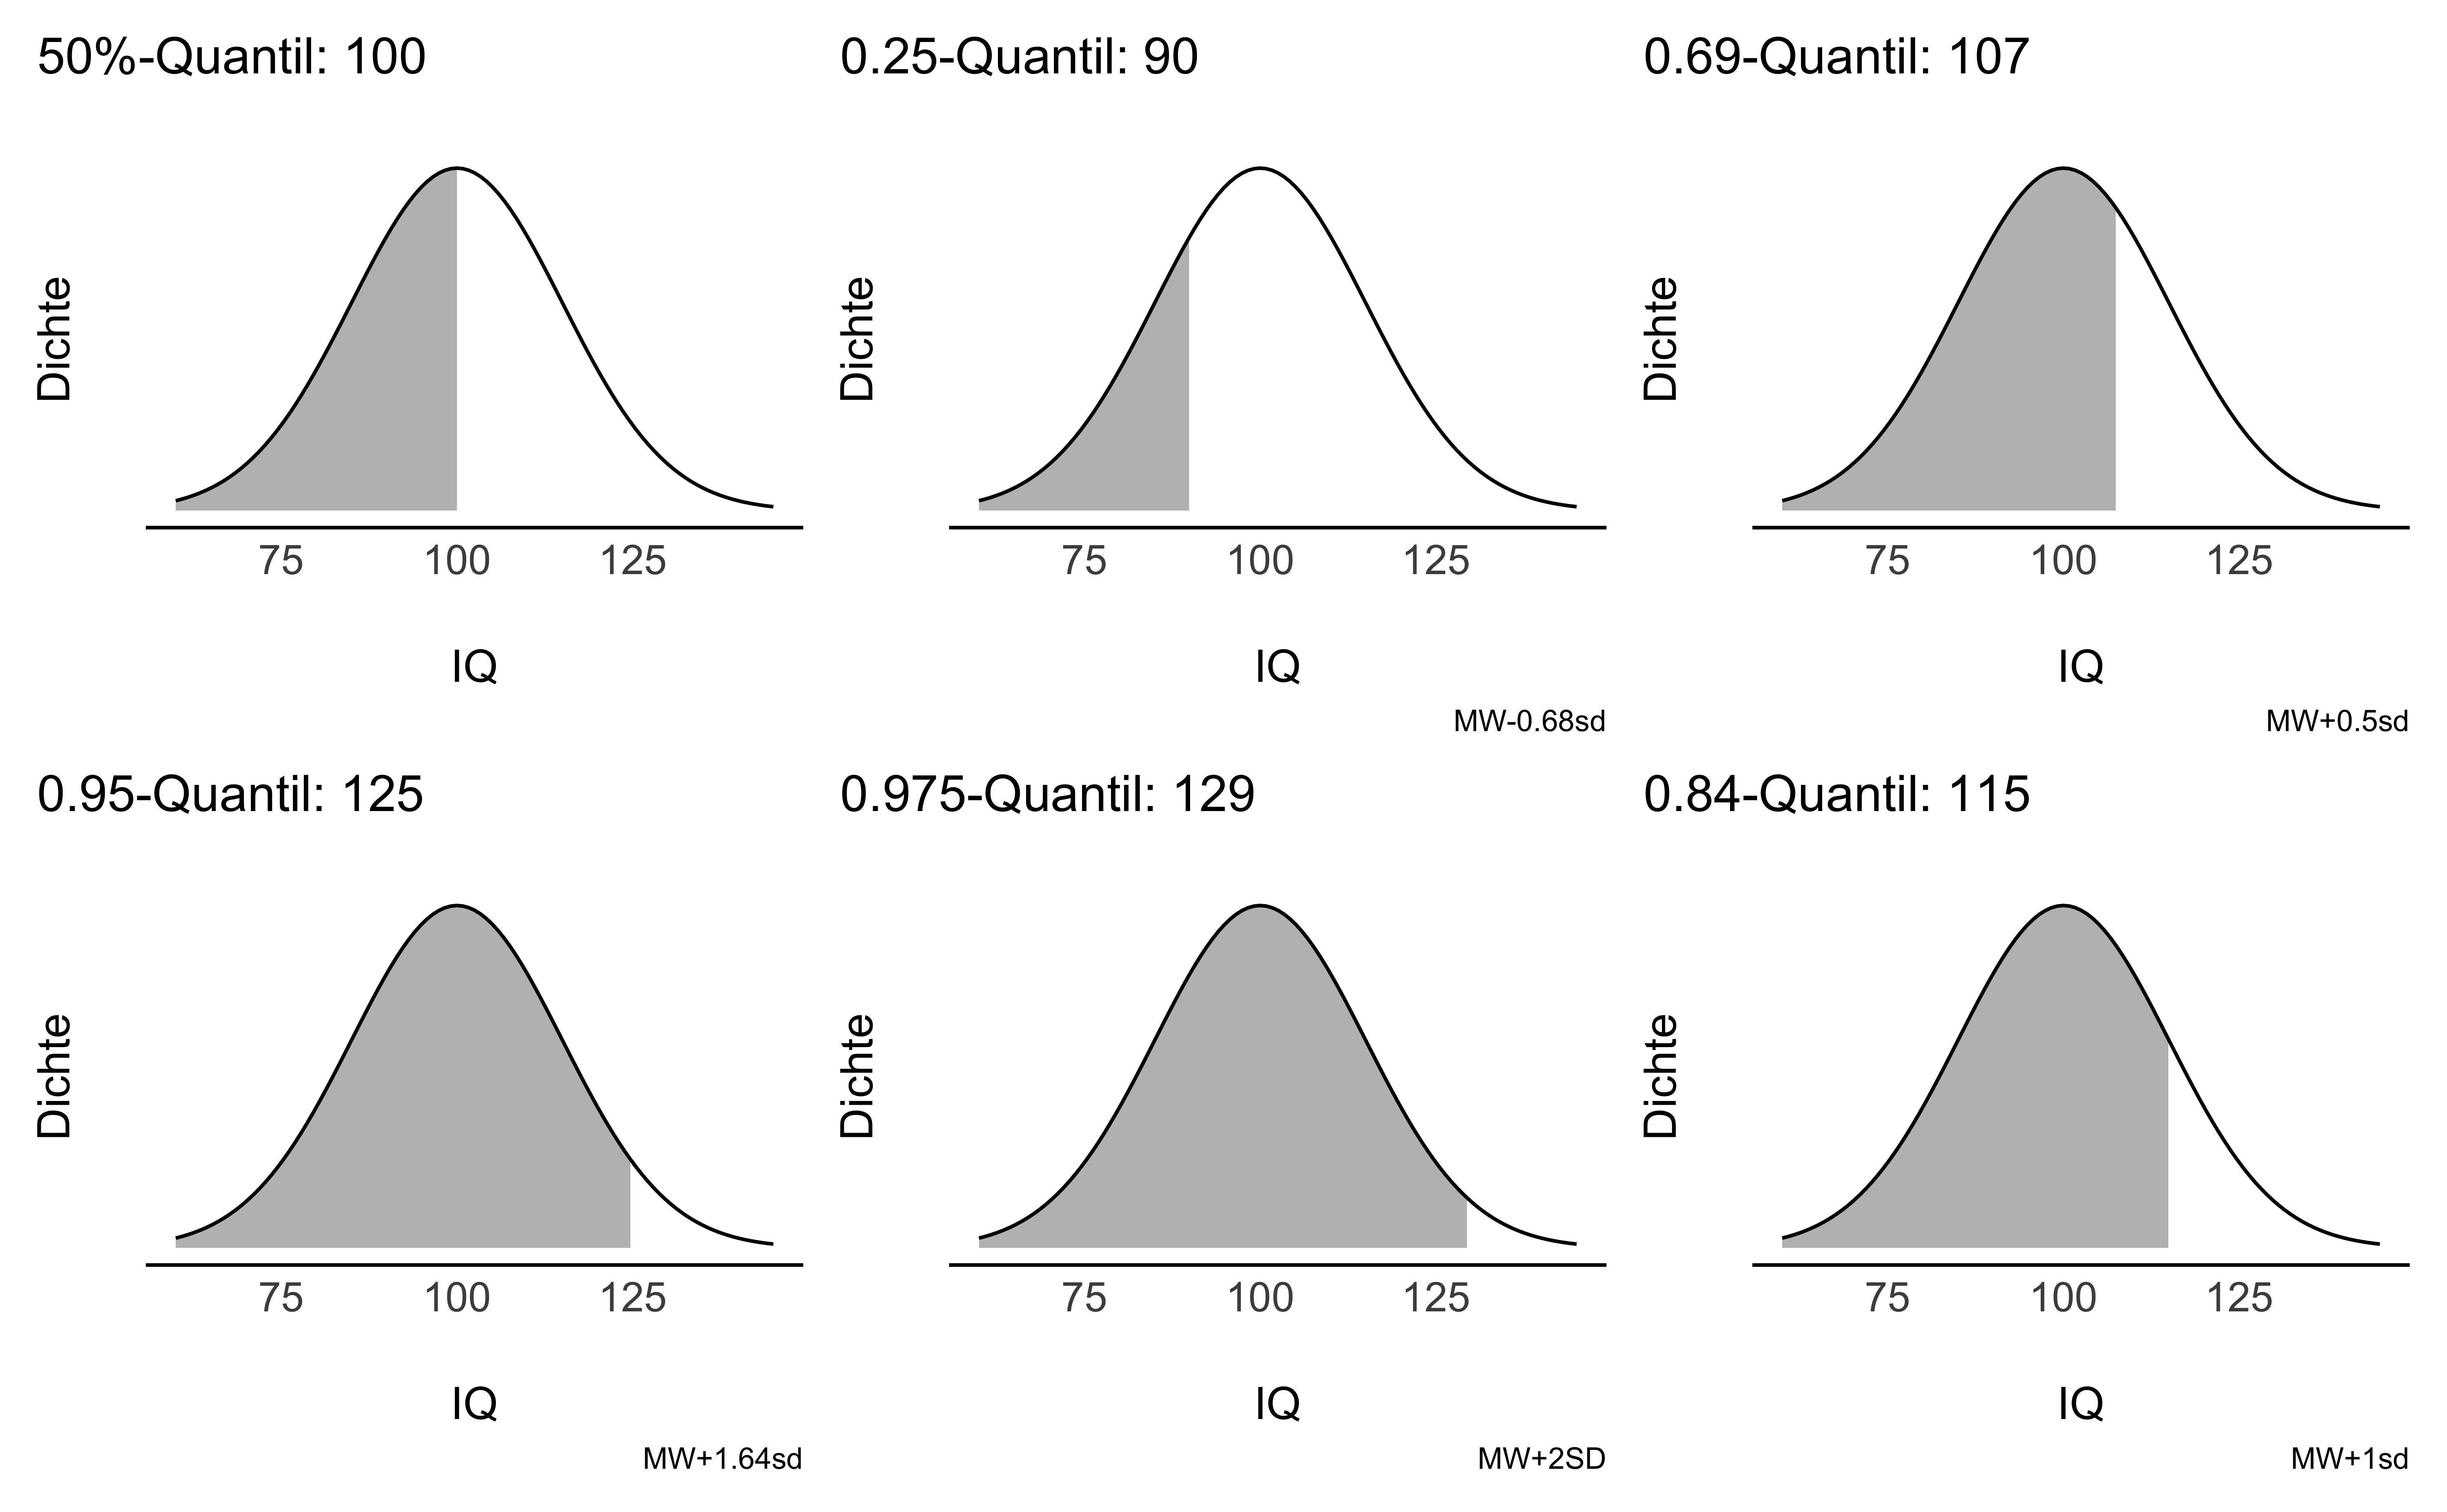 50%-Quantil: 100
Dichte
75 100 125
IQ
0.25-Quantil: 90
Dichte
75 100 125
IQ
MW-0.68sd
0.69-Quantil: 107
Dichte
75 100 125
IQ
MW+0.5sd
0.95-Quantil: 125
Dichte
75 100 125
IQ
MW+1.64sd
0.975-Quantil: 129
Dichte
75 100 125
IQ
MW+2SD
0.84-Quantil: 115
Dichte
75 100 125
IQ
MW+1sd